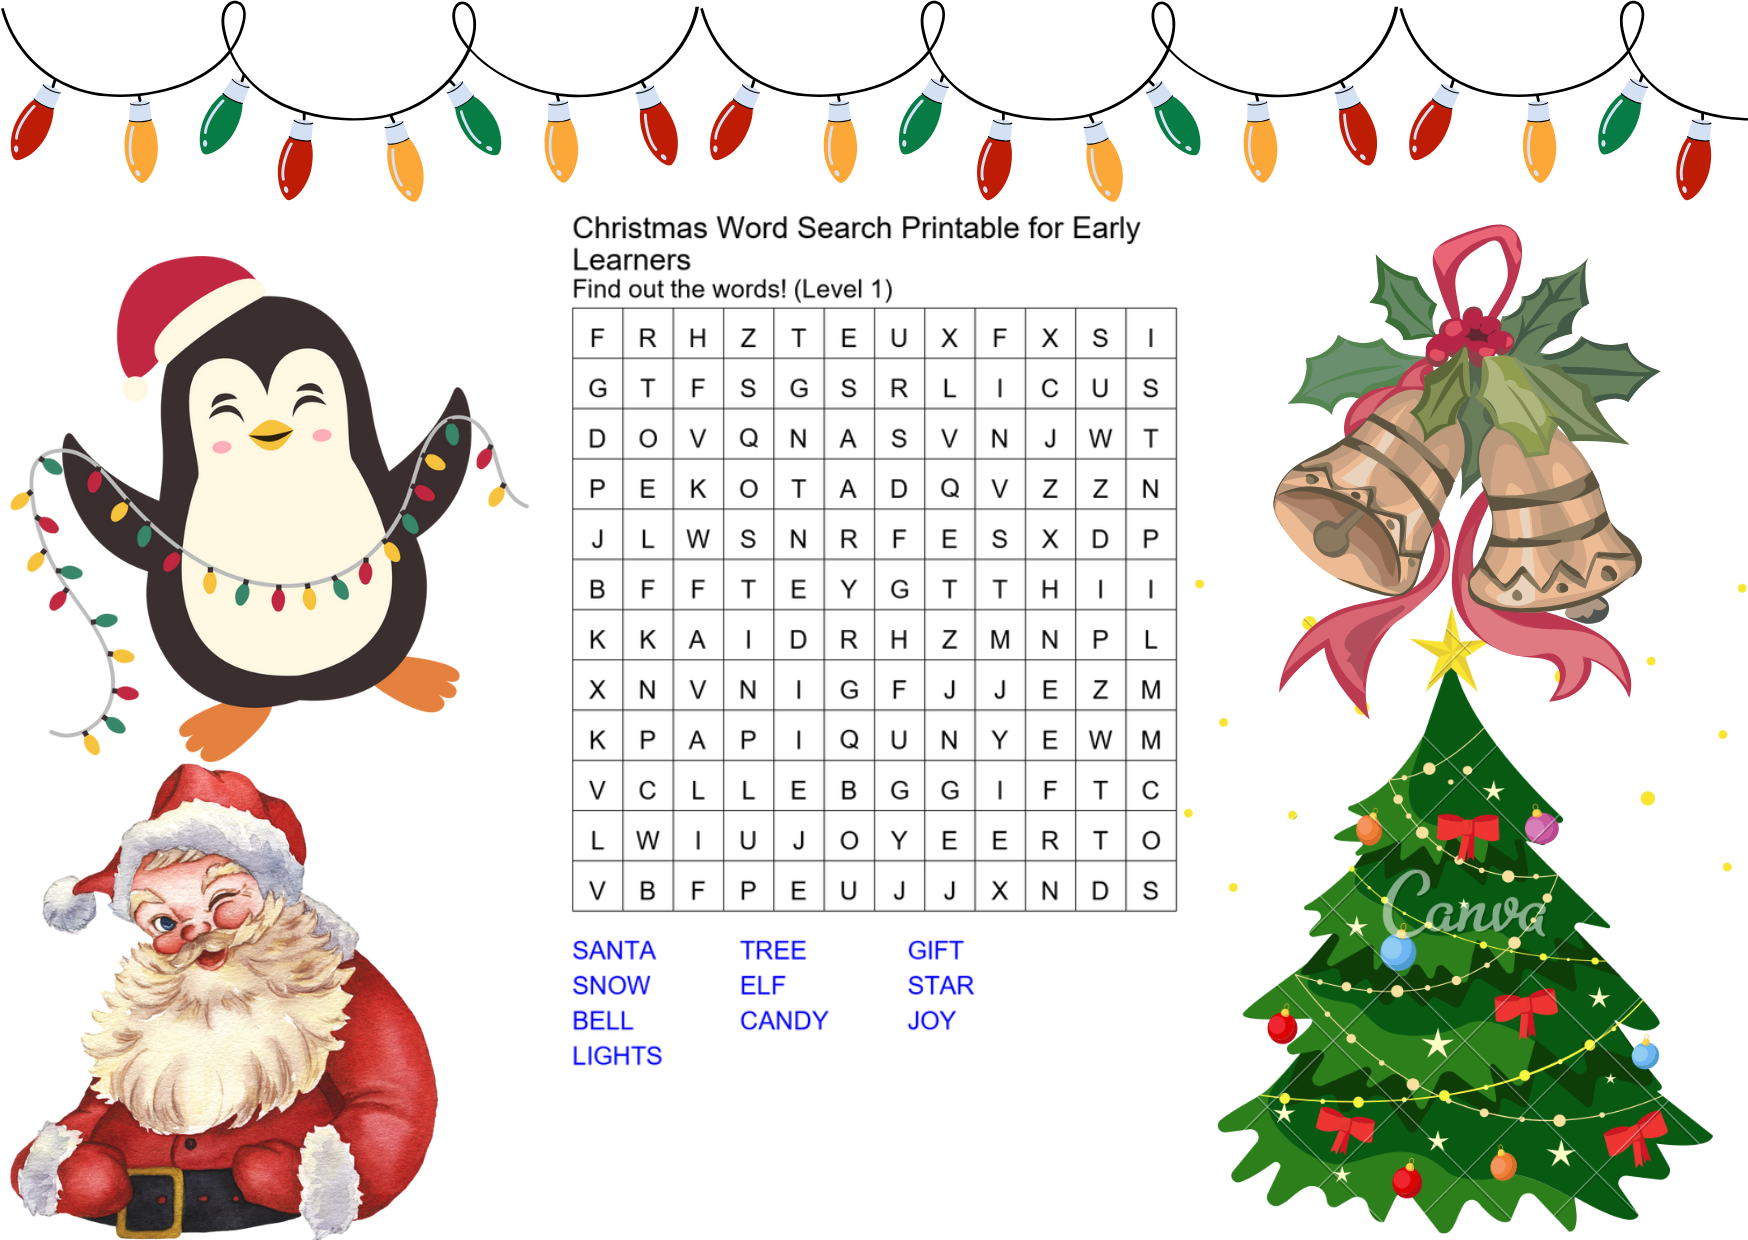 Christmas Word Search Printable for Early
Learners
Find out the words! (Level 1)
F R H Z T E U X F X S I
G T F S G S R L I C U S
D O V Q N A S V N J W T
P E K O T A D Q V Z Z N
J L W S N R F E S X D P
B F F T E Y G T T H I I
K K A I D R H Z M N P L
X N V N I G F J J E Z M
K P A P I Q U N Y E W M
V C L L E B G G I F T C
L W I U J O Y E E R T O
V B F P E U J J X N D S
SANTA TREE GIFT
SNOW ELF STAR
BELL CANDY JOY
LIGHTS
Canva